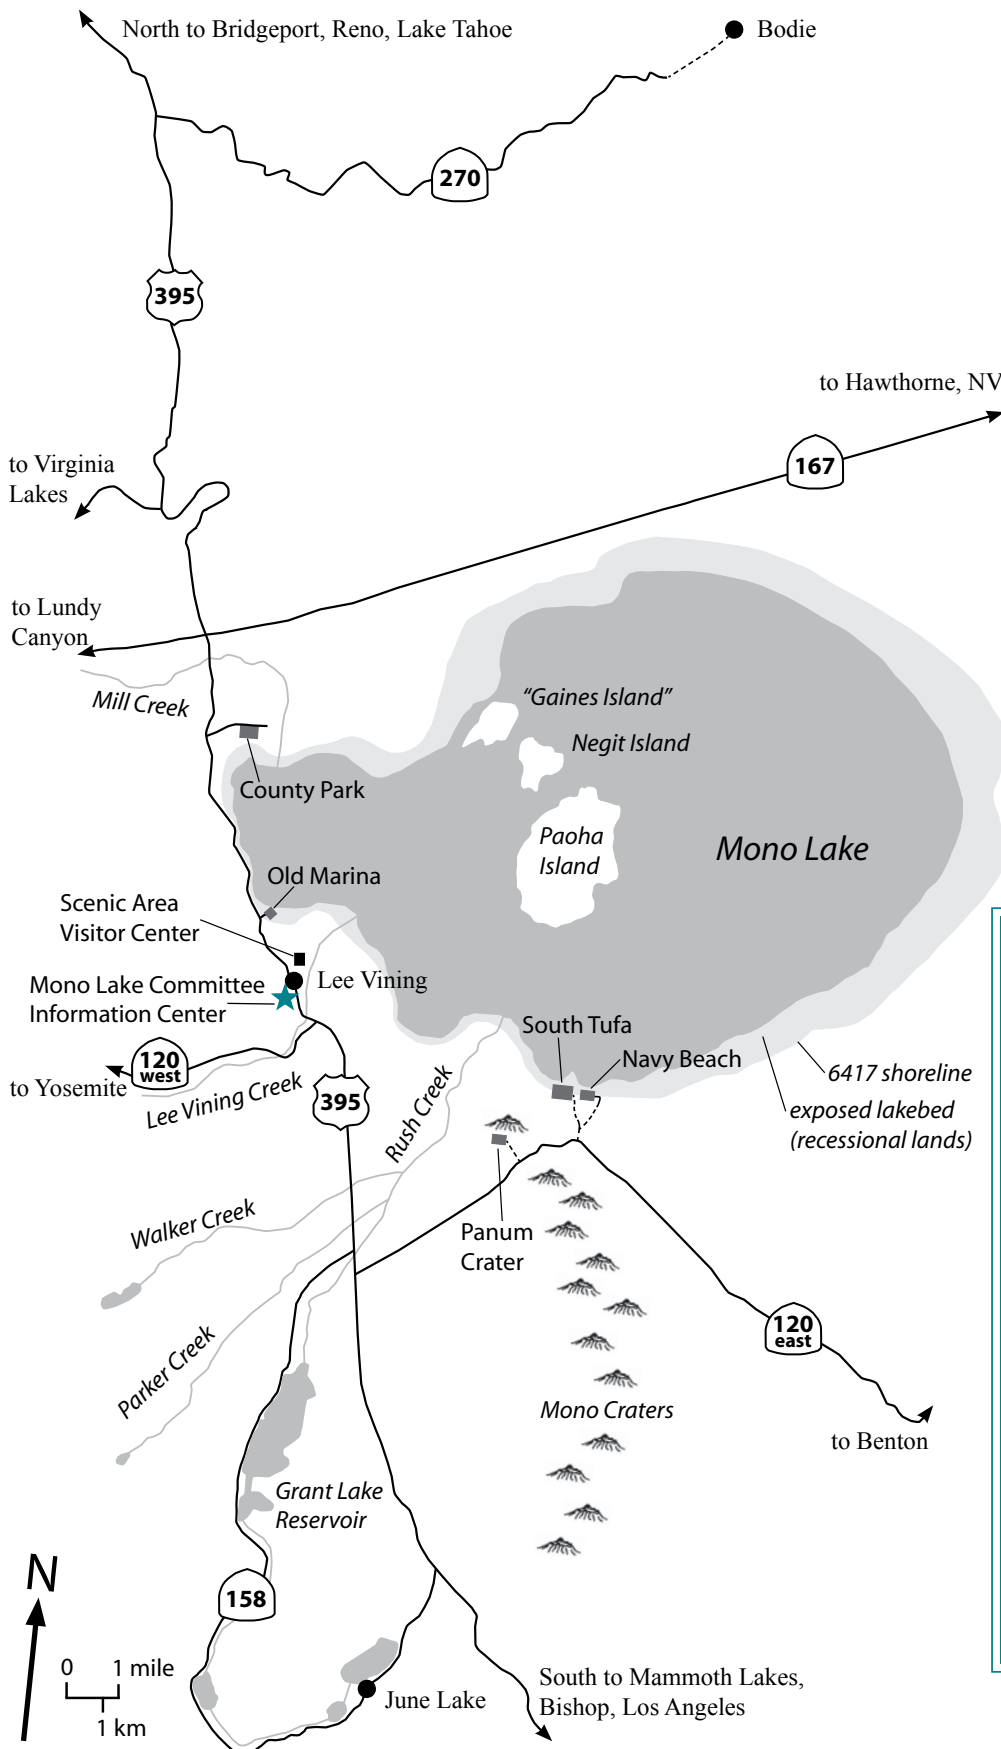 North to Bridgeport, Reno, Lake Tahoe
Bodie
270
395
to Hawthorne, NV
167
to Virginia
Lakes
to Lundy
Canyon
Mill Creek
"Gaines Island"
Negit Island
County Park
Paoha
Island
Mono Lake
Old Marina
Scenic Area
Visitor Center
Lee Vining
Mono Lake Committee
Information Center
South Tufa
Navy Beach
120
west
to Yosemite
Lee Vining Creek
395
Rush Creek
6417 shoreline
exposed lakebed
(recessional lands)
Walker Creek
Panum
Crater
Parker Creek
120
east
Mono Craters
to Benton
Grant Lake
Reservoir
N
158
0 1 mile
1 km
June Lake
South to Mammoth Lakes,
Bishop, Los Angeles